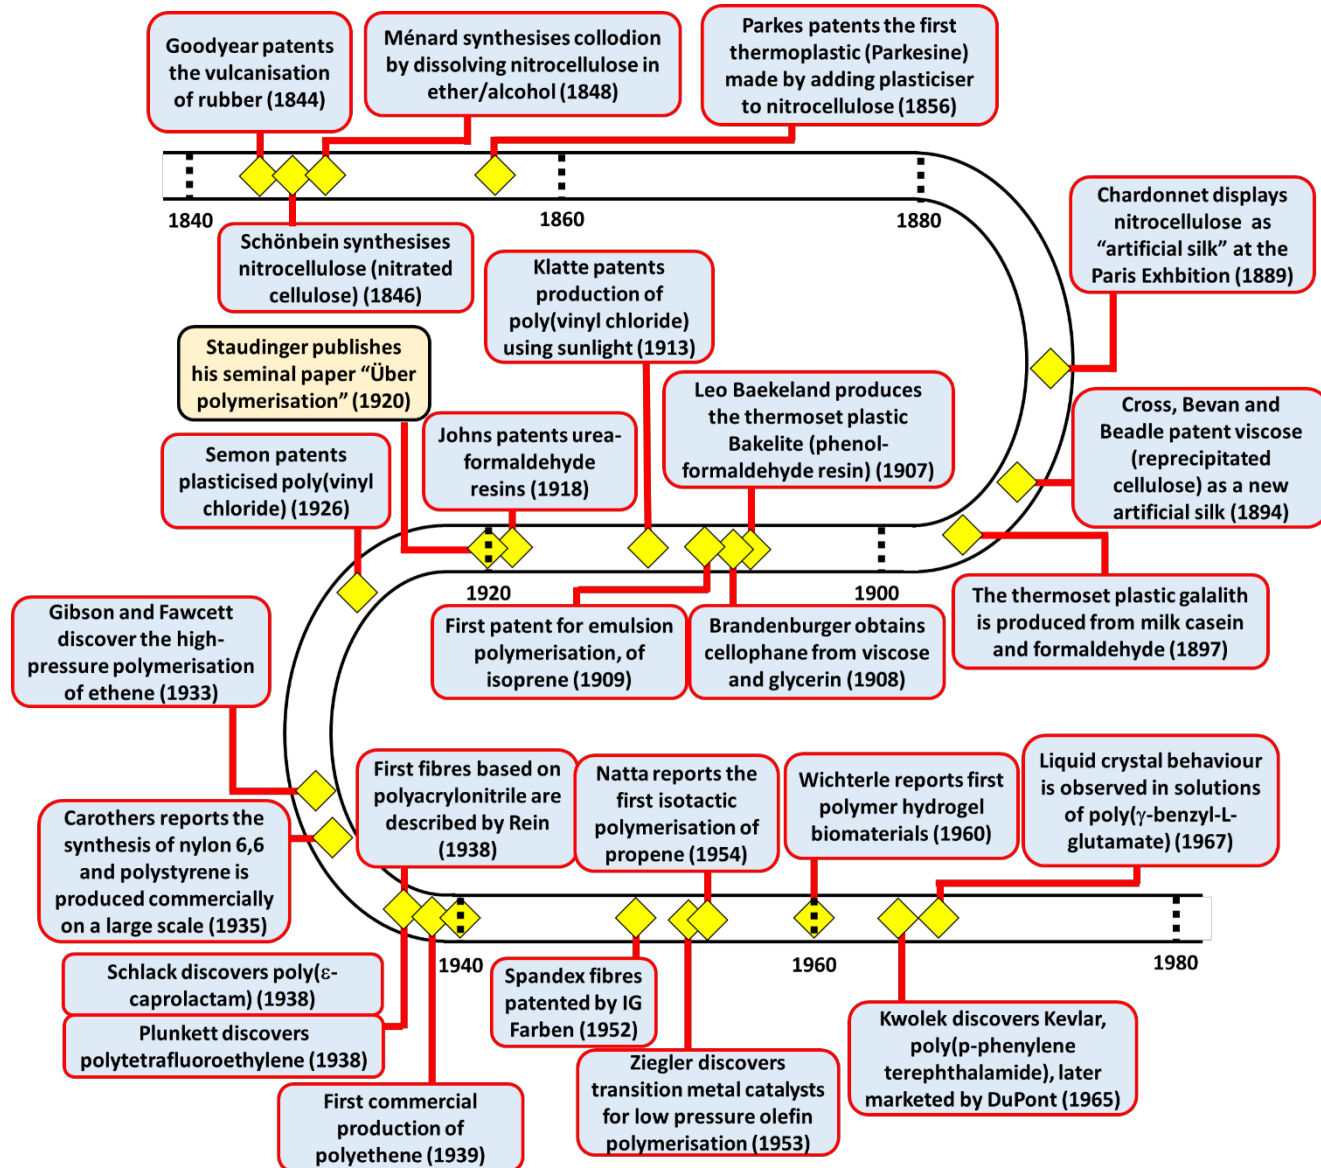 Goodyear patents
the vulcanisation
of rubber (1844)
Ménard synthesises collodion
by dissolving nitrocellulose in
ether/alcohol (1848)
Parkes patents the first
thermoplastic (Parkesine)
made by adding plasticiser
to nitrocellulose (1856)
1840
1860
1880
Schönbein synthesises
nitrocellulose (nitrated
cellulose) (1846)
Chardonnet displays
nitrocellulose as
“artificial silk” at the
Paris Exhbition (1889)
Klatte patents
production of
poly(vinyl chloride)
using sunlight (1913)
Staudinger publishes
his seminal paper “Über
polymerisation” (1920)
Leo Baekeland produces
the thermoset plastic
Bakelite (phenol-
formaldehyde resin) (1907)
Cross, Bevan and
Beadle patent viscose
(reprecipitated
cellulose) as a new
artificial silk (1894)
Johns patents urea-
formaldehyde
resins (1918)
Semon patents
plasticised poly(vinyl
chloride) (1926)
1920
1900
Gibson and Fawcett
discover the high-
pressure polymerisation
of ethene (1933)
First patent for emulsion
polymerisation, of
isoprene (1909)
Brandenburger obtains
cellophane from viscose
and glycerin (1908)
The thermoset plastic galalith
is produced from milk casein
and formaldehyde (1897)
First fibres based on
polyacrylonitrile are
described by Rein
(1938)
Natta reports the
first isotactic
polymerisation of
propene (1954)
Wichterle reports first
polymer hydrogel
biomaterials (1960)
Liquid crystal behaviour
is observed in solutions
of poly(γ-benzyl-L-
glutamate) (1967)
Carothers reports the
synthesis of nylon 6,6
and polystyrene is
produced commercially
on a large scale (1935)
1940
1960
1980
Schlack discovers poly(ε-
caprolactam) (1938)
Plunkett discovers
polytetrafluoroethylene (1938)
Spandex fibres
patented by IG
Farben (1952)
Kwolek discovers Kevlar,
poly(p-phenylene
terephthalamide), later
marketed by DuPont (1965)
First commercial
production of
polyethene (1939)
Ziegler discovers
transition metal catalysts
for low pressure olefin
polymerisation (1953)